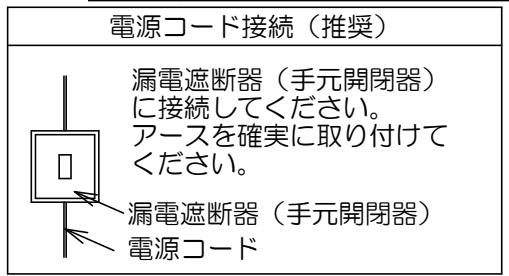 電源コード接続（推奨）
漏電遮断器（手元開閉器）
に接続してください。
アースを確実に取り付けて
ください。
漏電遮断器（手元開閉器）
電源コード